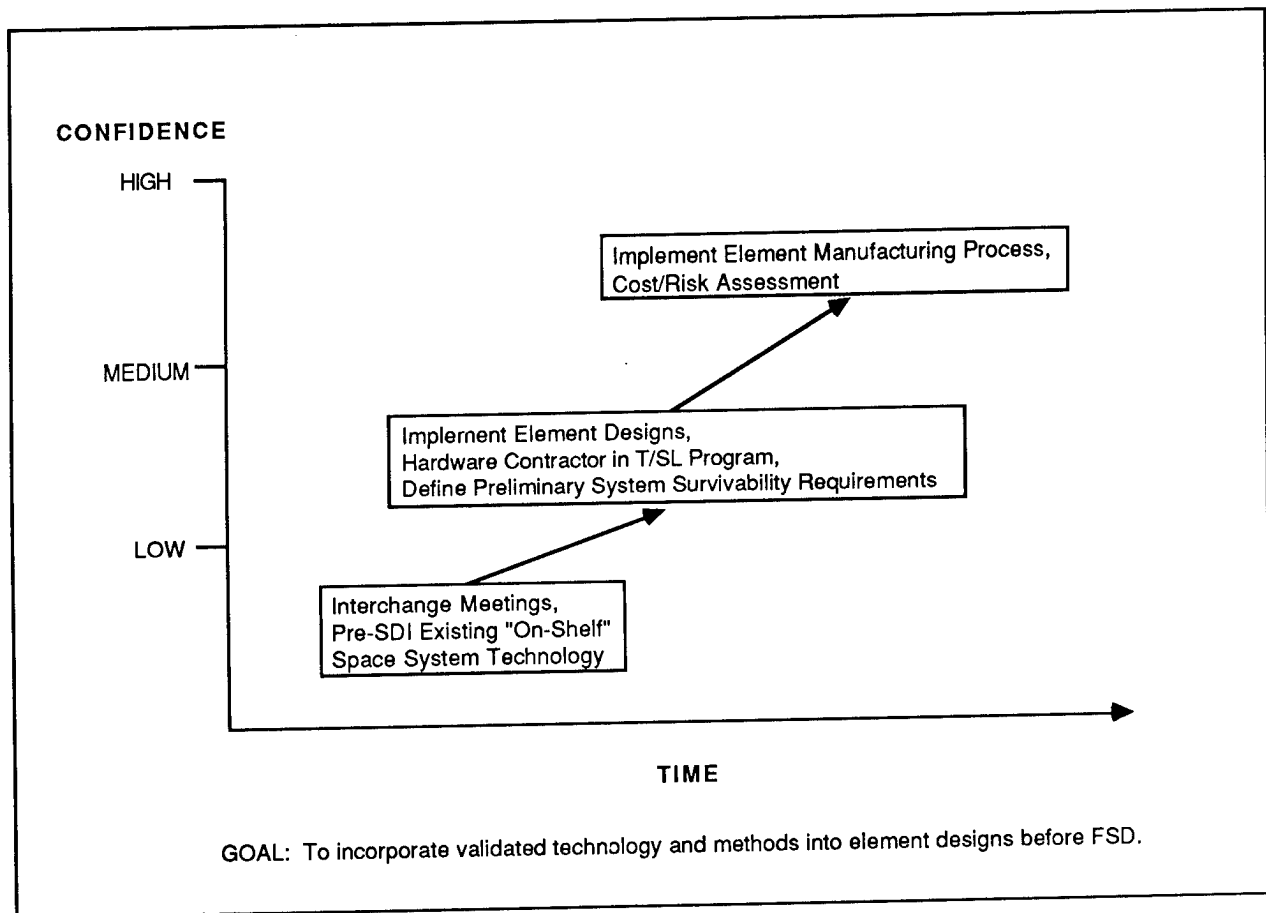 CONFIDENCE
HIGH
Implement Element Manufacturing Process,
Cost/Risk Assessment
MEDIUM
Implement Element Designs,
Hardware Contractor in T/SL Program,
Define Preliminary System Survivability Requirements
LOW
Interchange Meetings,
Pre-SDI Existing "On-Shelf"
Space System Technology
TIME
GOAL: To incorporate validated technology and methods into element designs before FSD.